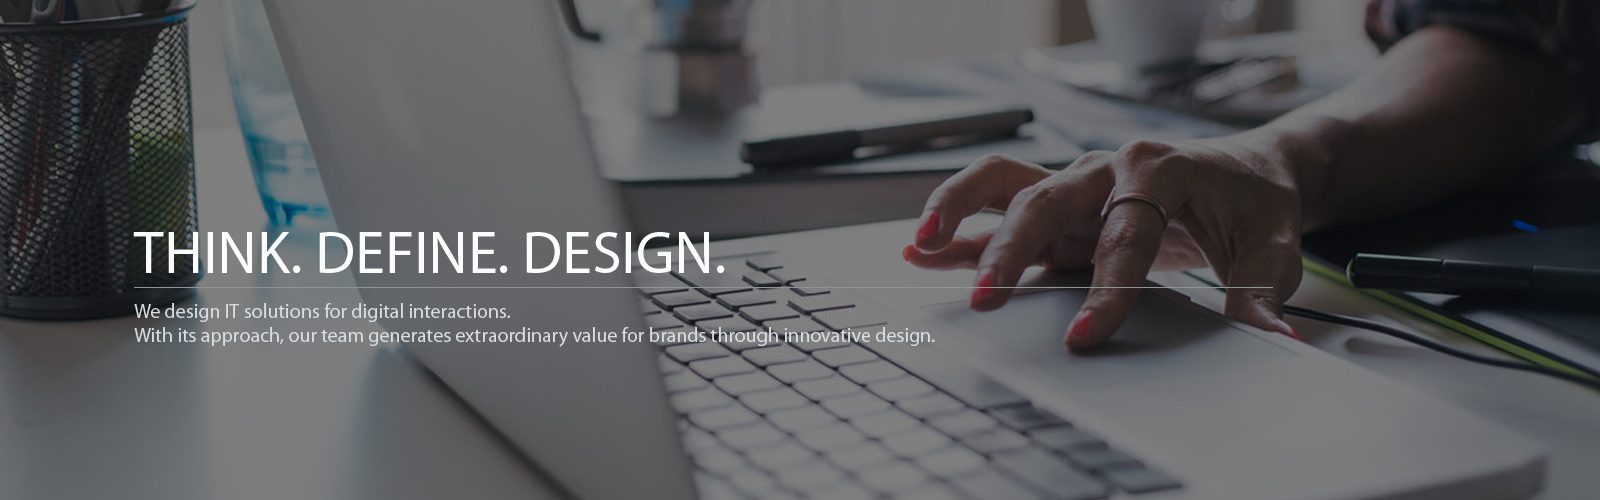 THINK. DEFINE. DESIGN.
We design IT solutions for digital interactions.
With its approach, our team generates extraordinary value for brands through innovative design.